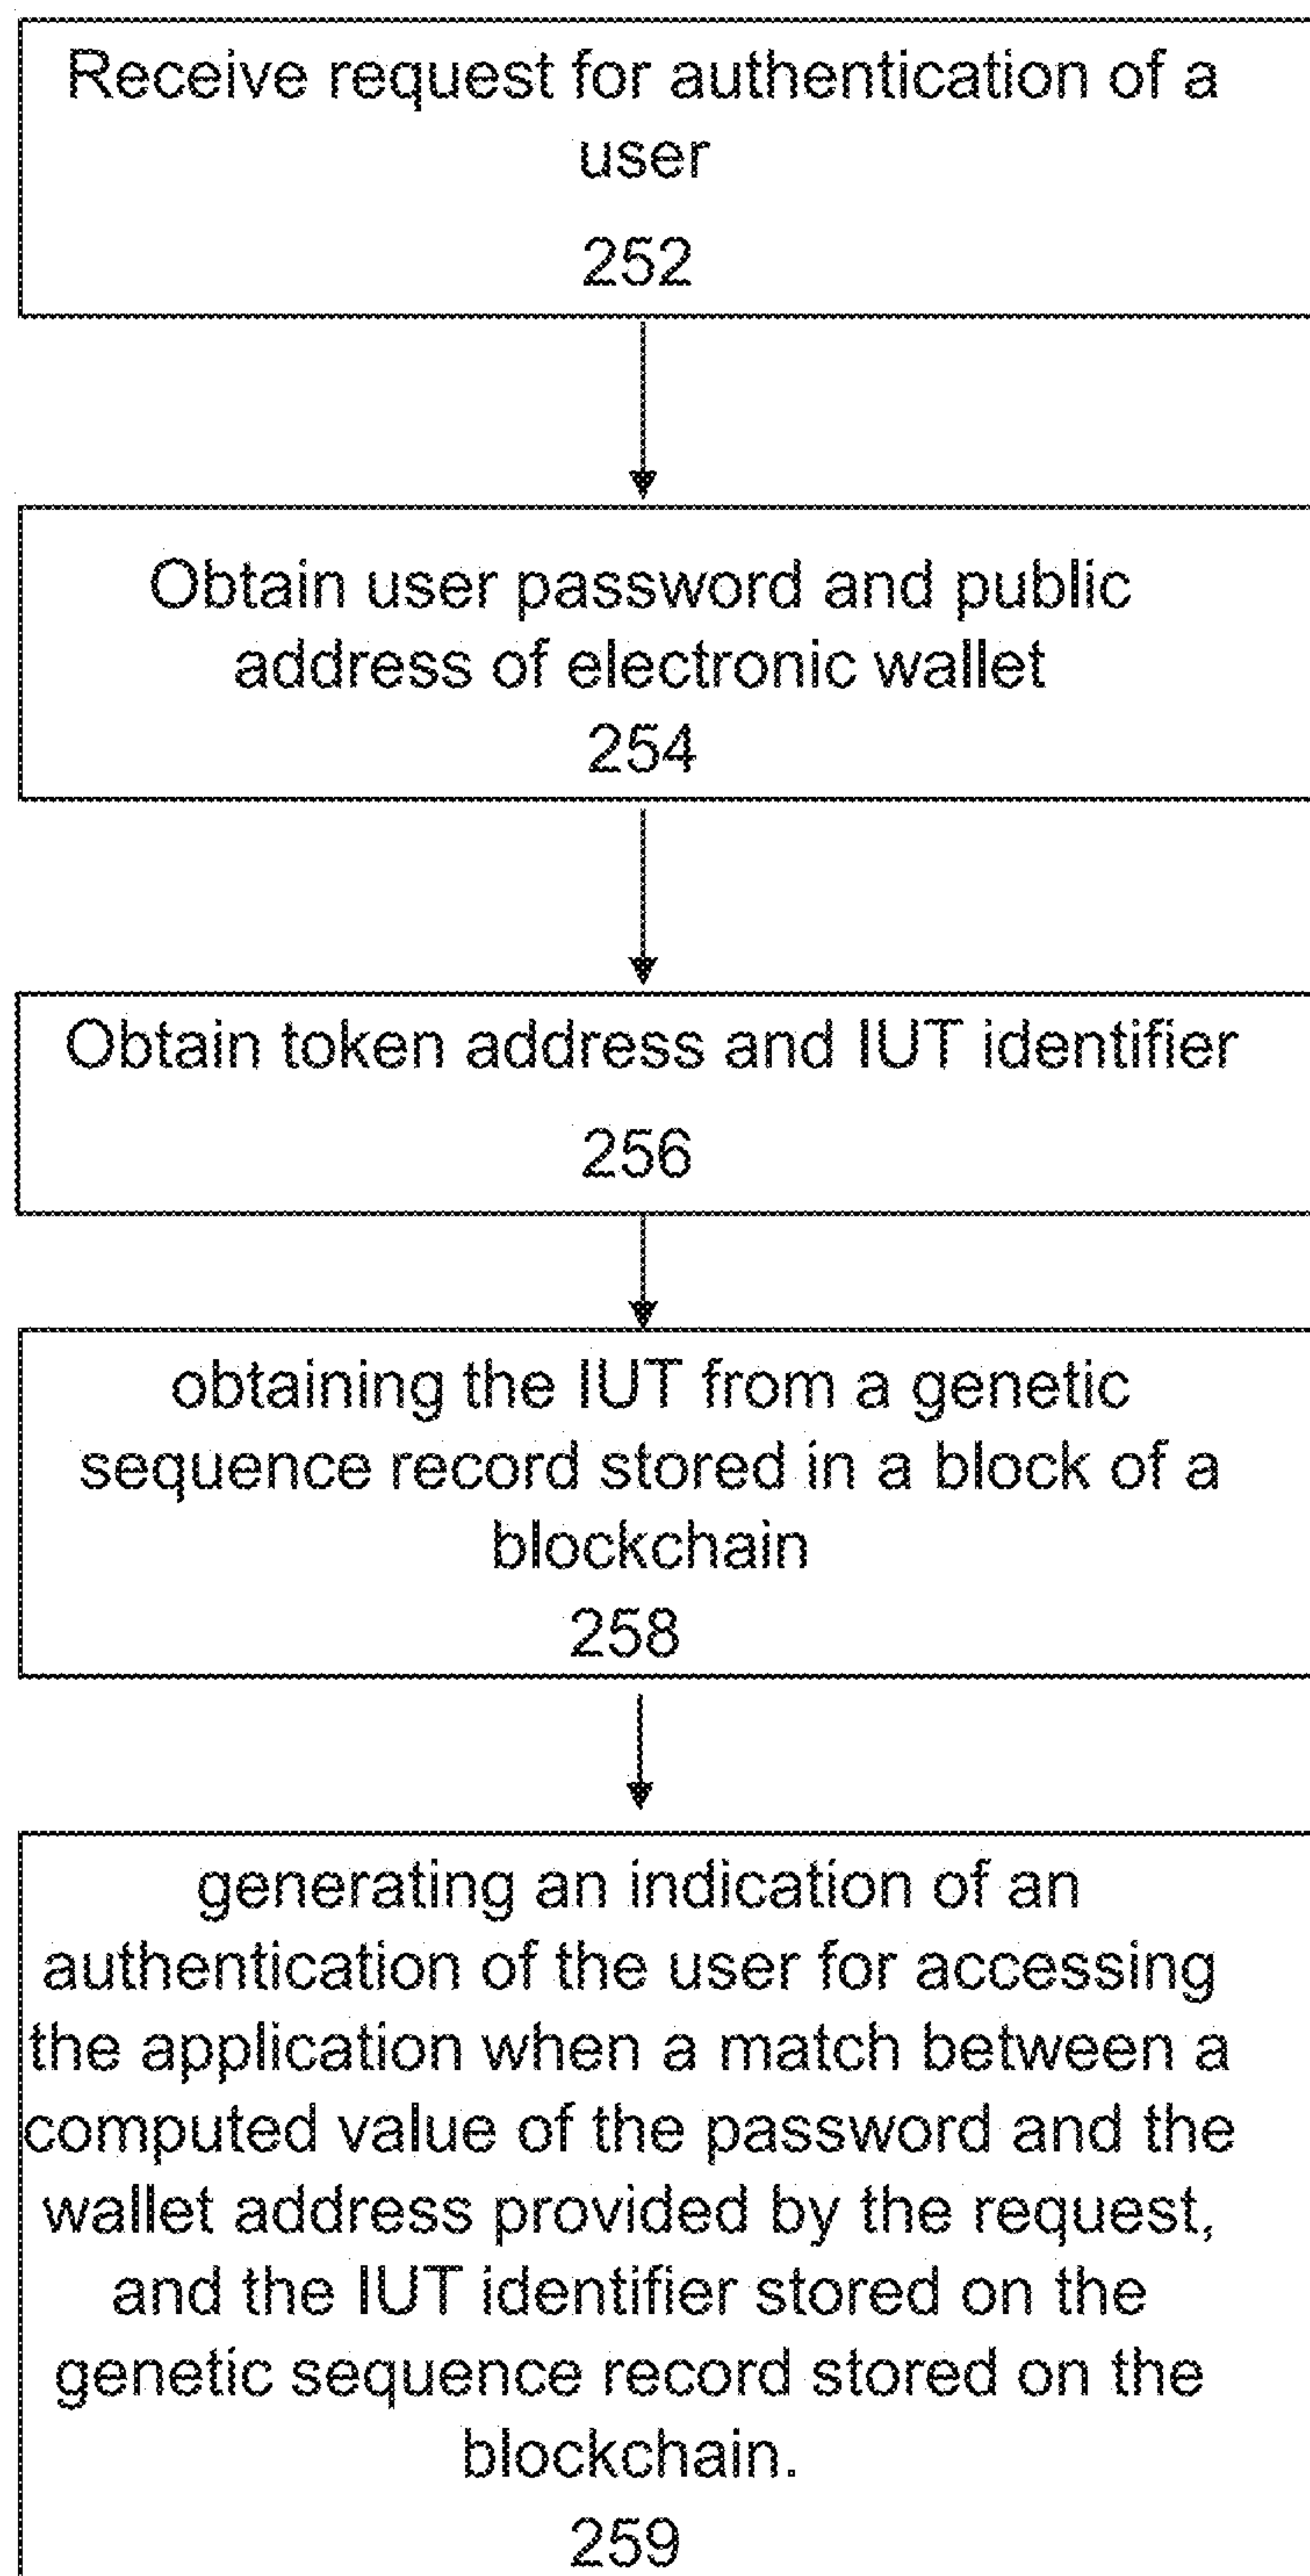 Receive request for authentication of a
user
252
Obtain user password and public
address of electronic wallet
254
Obtain token address and IUT identifier
256
obtaining the IUT from a genetic
sequence record stored in a block of a
blockchain
258
generating an indication of an
authentication of the user for accessing
the application when a match between a
computed value of the password and the
wallet address provided by the request,
and the IUT identifier stored on the
genetic sequence record stored on the
blockchain.
259